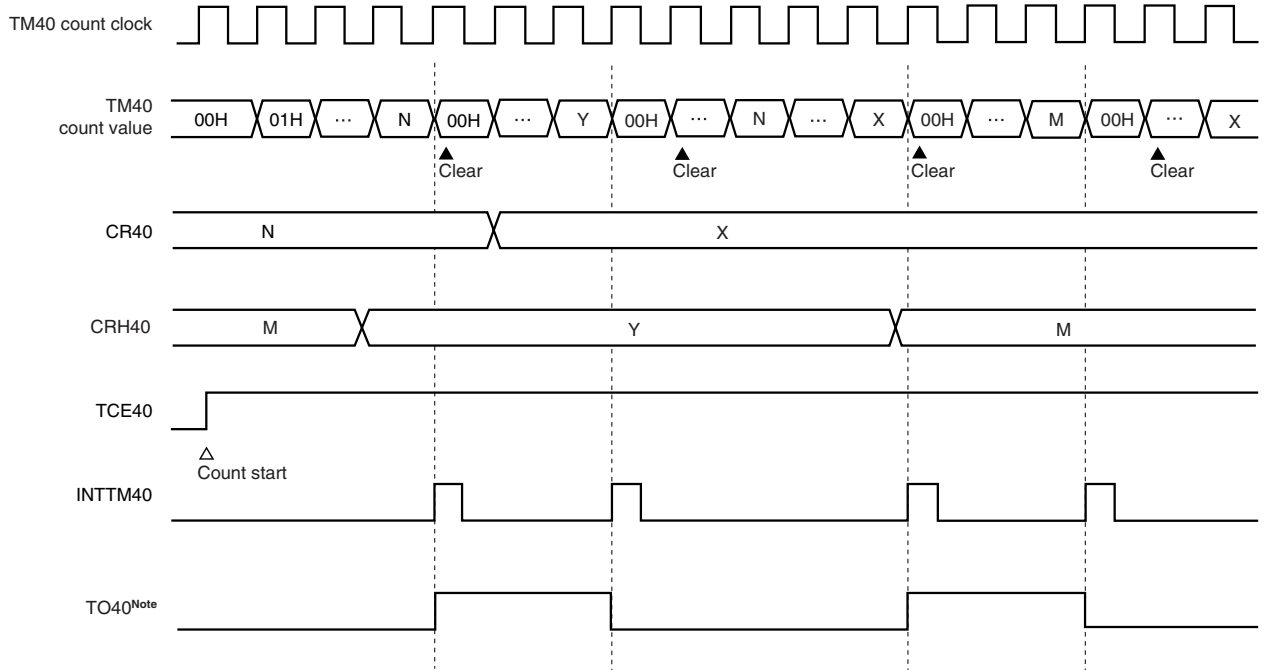 TM40 count clock
TM40
count value
00H 01H ... N 00H ... Y 00H ... N ... X 00H ... M 00H ... X
Clear Clear Clear Clear
CR40
N X
CRH40
M Y M
TCE40
Count start
INTTM40
TO40Note